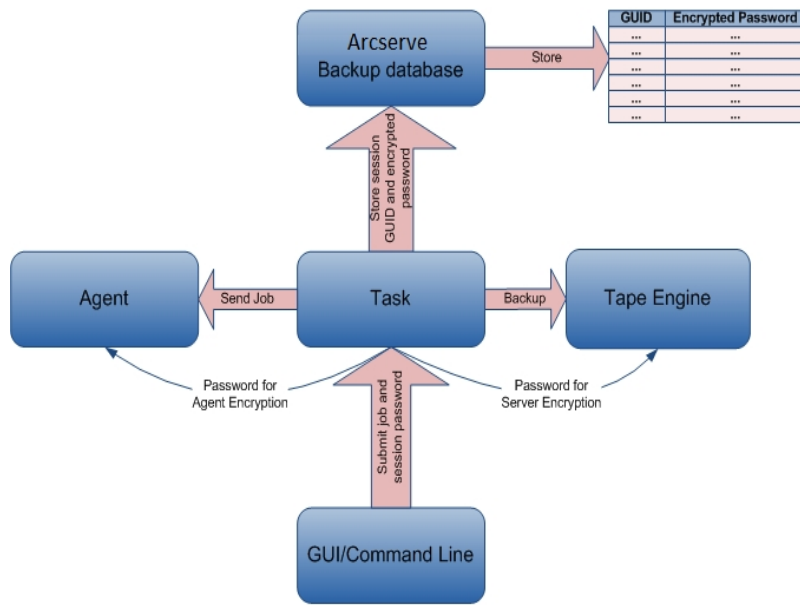 Arcserve
Backup database
Store
GUID Encrypted Password
... ...
... ...
... ...
... ...
... ...
... ...
Store session
GUID and encrypted
password
Agent
Send Job
Task
Backup
Tape Engine
Password for
Agent Encryption
Password for
Server Encryption
Submit job and
session password
GUI/Command Line